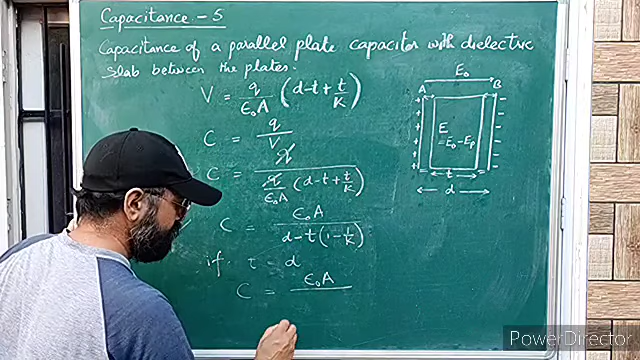 Capacitance - 5
Capacitance of a parallel plate capacitor with dielectric
slab between the plates.
V = q/ε₀A (d-t+t/K)
C = q/V
C = q / (q/ε₀A (d-t+t/K))
C = ε₀A / (d-t(1-1/K))
if t = d
C = ε₀A
E₀
A B
+ + + + + - - - - -
E
=E₀-Eₚ
t
d
PowerDirector